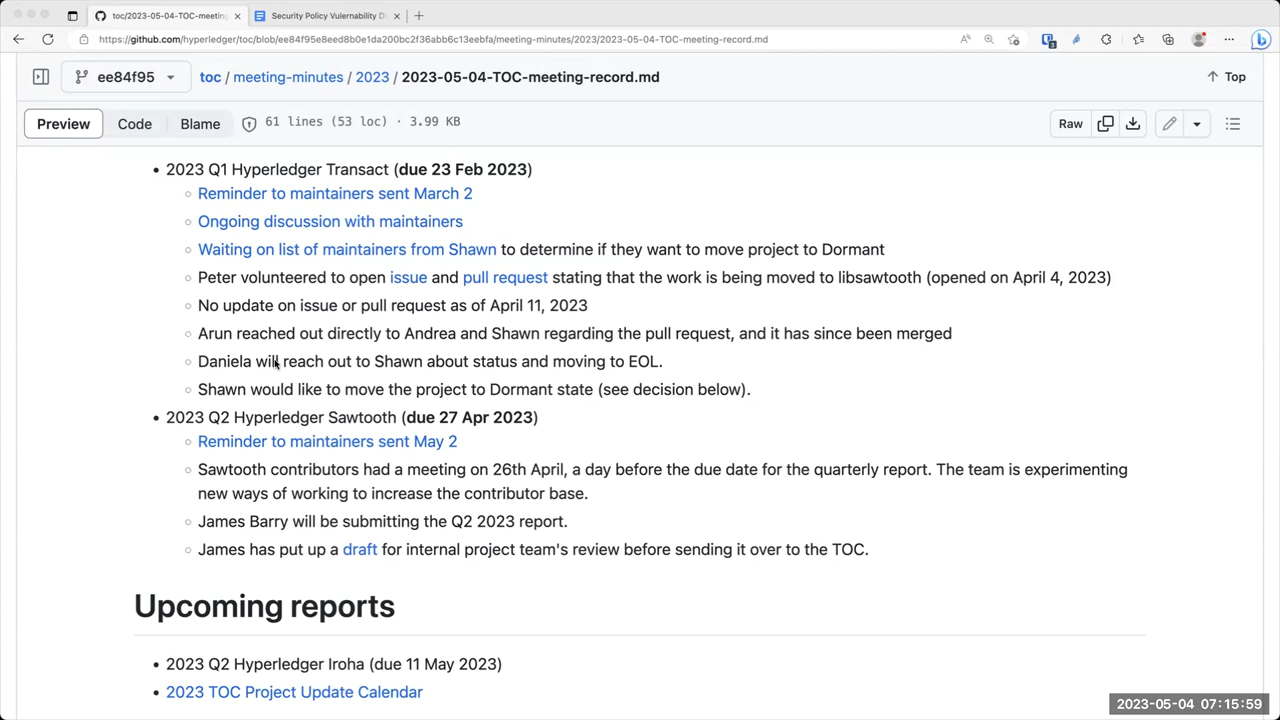 toc/2023-05-04-TOC-meeting-
Security Policy Vulernability D
https://github.com/hyperledger/toc/blob/ee84f95e8eed8b0e1da200bc2f36abb6c13eebfa/meeting-minutes/2023/2023-05-04-TOC-meeting-record.md
ee84f95
toc / meeting-minutes / 2023 / 2023-05-04-TOC-meeting-record.md
Top
Preview Code Blame 61 lines (53 loc) · 3.99 KB Raw
• 2023 Q1 Hyperledger Transact (due 23 Feb 2023)
◦ Reminder to maintainers sent March 2
◦ Ongoing discussion with maintainers
◦ Waiting on list of maintainers from Shawn to determine if they want to move project to Dormant
◦ Peter volunteered to open issue and pull request stating that the work is being moved to libsawtooth (opened on April 4, 2023)
◦ No update on issue or pull request as of April 11, 2023
◦ Arun reached out directly to Andrea and Shawn regarding the pull request, and it has since been merged
◦ Daniela will reach out to Shawn about status and moving to EOL.
◦ Shawn would like to move the project to Dormant state (see decision below).
• 2023 Q2 Hyperledger Sawtooth (due 27 Apr 2023)
◦ Reminder to maintainers sent May 2
◦ Sawtooth contributors had a meeting on 26th April, a day before the due date for the quarterly report. The team is experimenting
new ways of working to increase the contributor base.
◦ James Barry will be submitting the Q2 2023 report.
◦ James has put up a draft for internal project team's review before sending it over to the TOC.
Upcoming reports
• 2023 Q2 Hyperledger Iroha (due 11 May 2023)
• 2023 TOC Project Update Calendar
2023-05-04 07:15:59